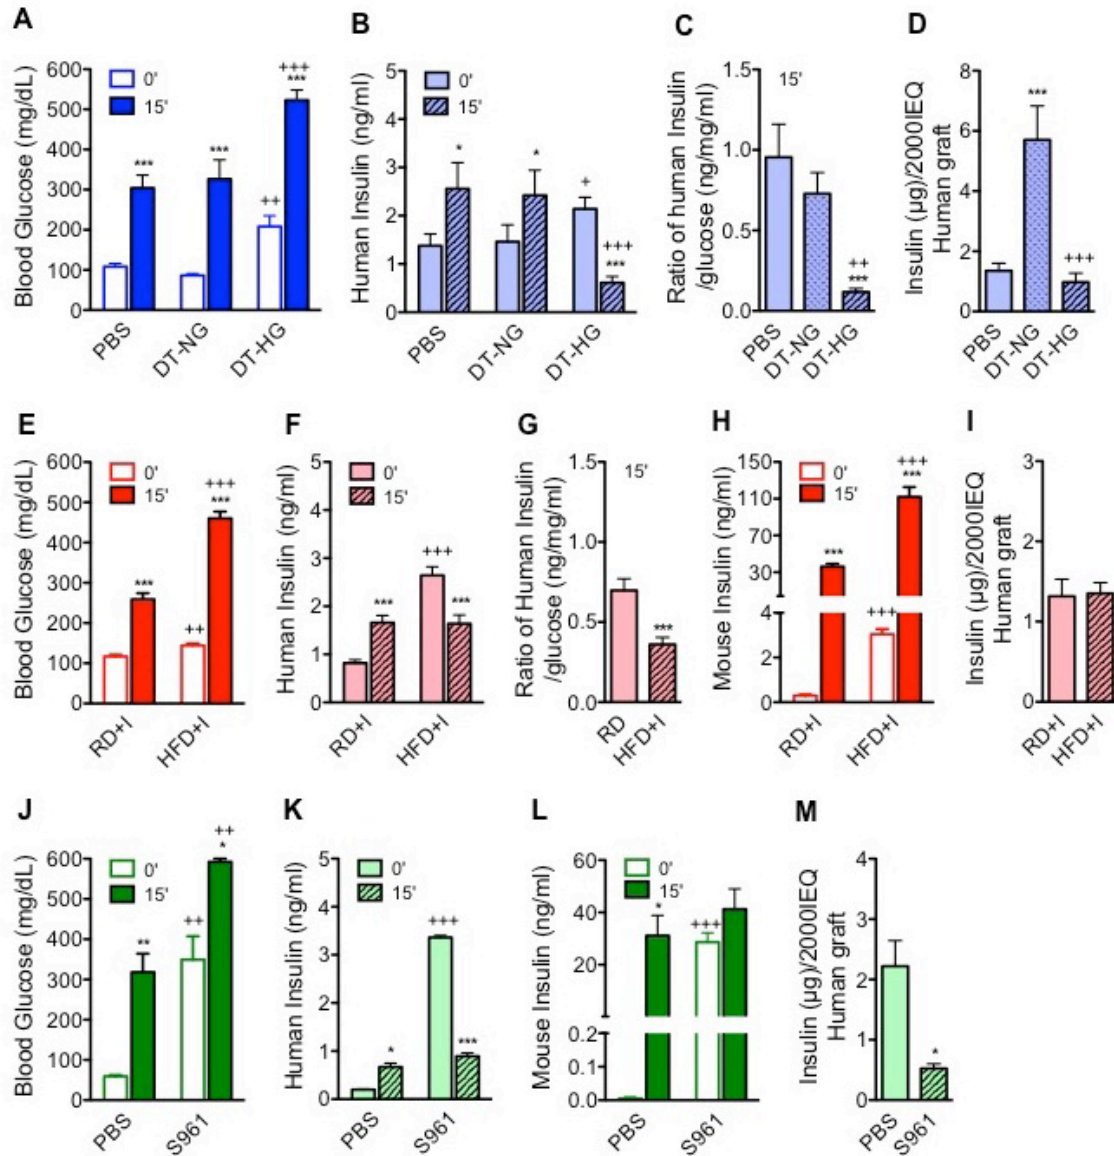 A
Blood Glucose (mg/dL)
600
500
400
300
200
100
0
0'
15'
***
***
++
+++
***
PBS
DT-NG
DT-HG
B
Human Insulin (ng/ml)
5
4
3
2
1
0
0'
15'
*
*
+
+++
***
PBS
DT-NG
DT-HG
C
Ratio of human Insulin
/glucose (ng/mg/ml)
1.5
1.0
0.5
0.0
15'
++
***
PBS
DT-NG
DT-HG
D
Insulin (µg)/2000IEQ
Human graft
8
6
4
2
0
***
+++
PBS
DT-NG
DT-HG
E
Blood Glucose (mg/dL)
600
500
400
300
200
100
0
0'
15'
***
++
+++
***
RD+I
HFD+I
F
Human Insulin (ng/ml)
5
4
3
2
1
0
0'
15'
***
+++
***
RD+I
HFD+I
G
Ratio of Human Insulin
/glucose (ng/mg/ml)
1.5
1.0
0.5
0.0
15'
***
RD
HFD+I
H
Mouse Insulin (ng/ml)
150
110
70
30
4
2
0
0'
15'
***
+++
+++
***
RD+I
HFD+I
I
Insulin (µg)/2000IEQ
Human graft
3
2
1
0
RD+I
HFD+I
J
Blood Glucose (mg/dL)
600
500
400
300
200
100
0
0'
15'
**
++
++
*
PBS
S961
K
Human Insulin (ng/ml)
5
4
3
2
1
0
0'
15'
*
+++
***
PBS
S961
L
Mouse Insulin (ng/ml)
60
40
20
0.2
0.1
0.0
0'
15'
*
+++
PBS
S961
M
Insulin (µg)/2000IEQ
Human graft
4
3
2
1
0
*
PBS
S961